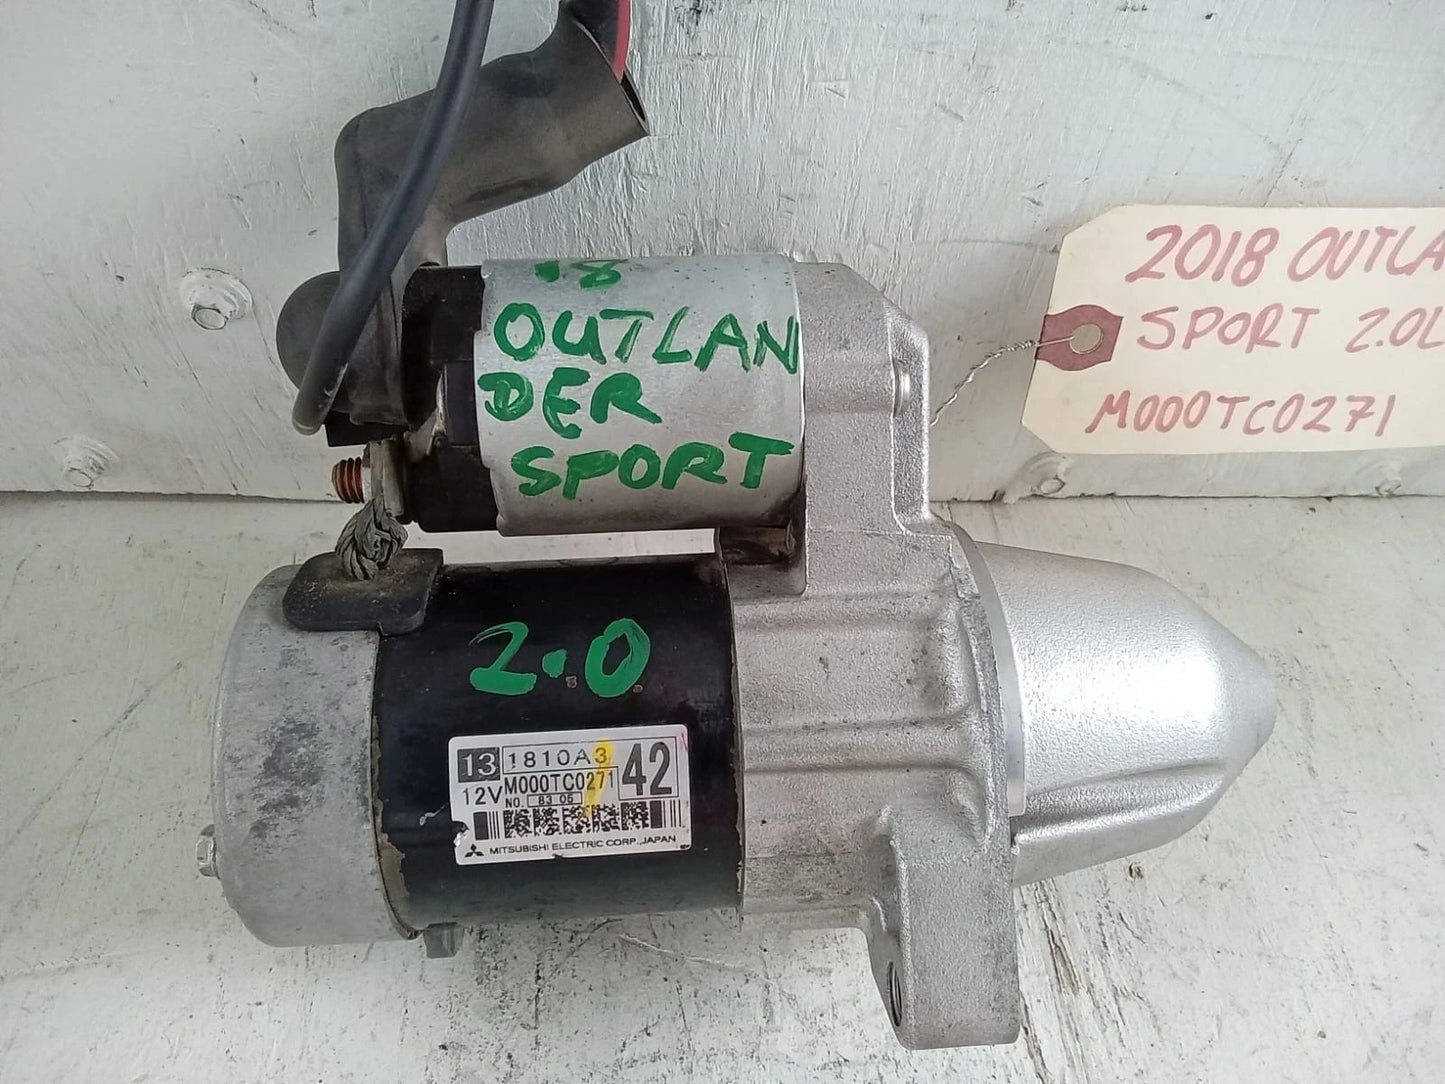 2018 OUTLA
SPORT 2.0L
M000TC0271
18
OUTLAN
DER
SPORT
2.0
13 1810A3 42
12V M000TC0271
NO. 83 06
MITSUBISHI ELECTRIC CORP., JAPAN